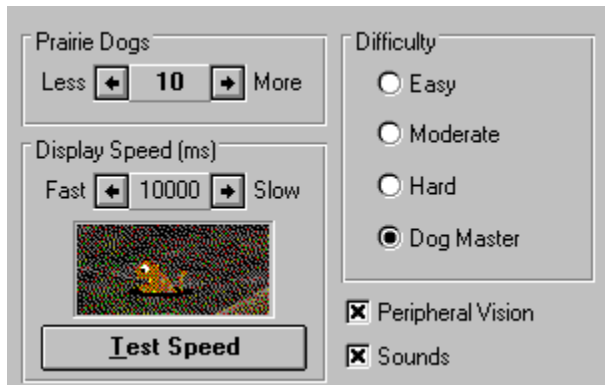 Prairie Dogs
Less 10 More
Display Speed (ms)
Fast 10000 Slow
Test Speed
Difficulty
Easy
Moderate
Hard
Dog Master
Peripheral Vision
Sounds